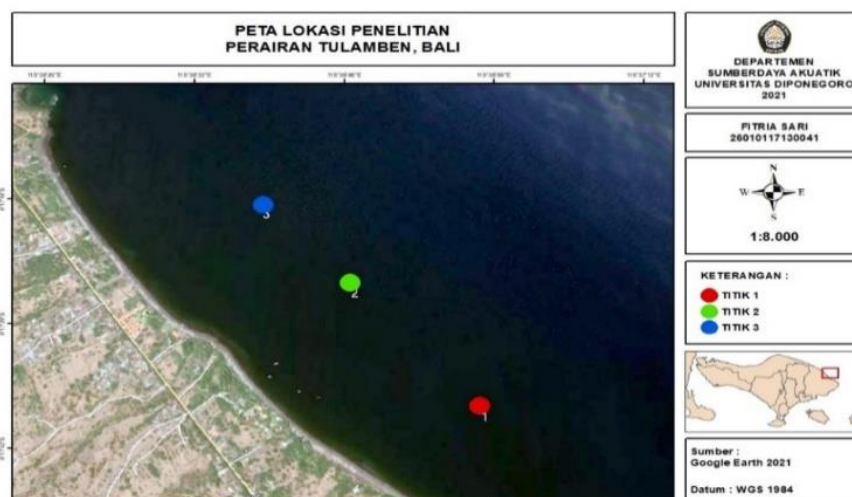 PETA LOKASI PENELITIAN
PERAIRAN TULAMBEN, BALI
3
2
1
DEPARTEMEN
SUMBERDAYA AKUATIK
UNIVERSITAS DIPONEGORO
2021
FITRIA SARI
26010117130041
N
W E
S
1:8.000
KETERANGAN :
TITIK 1
TITIK 2
TITIK 3
Sumber :
Google Earth 2021
Datum : WGS 1984